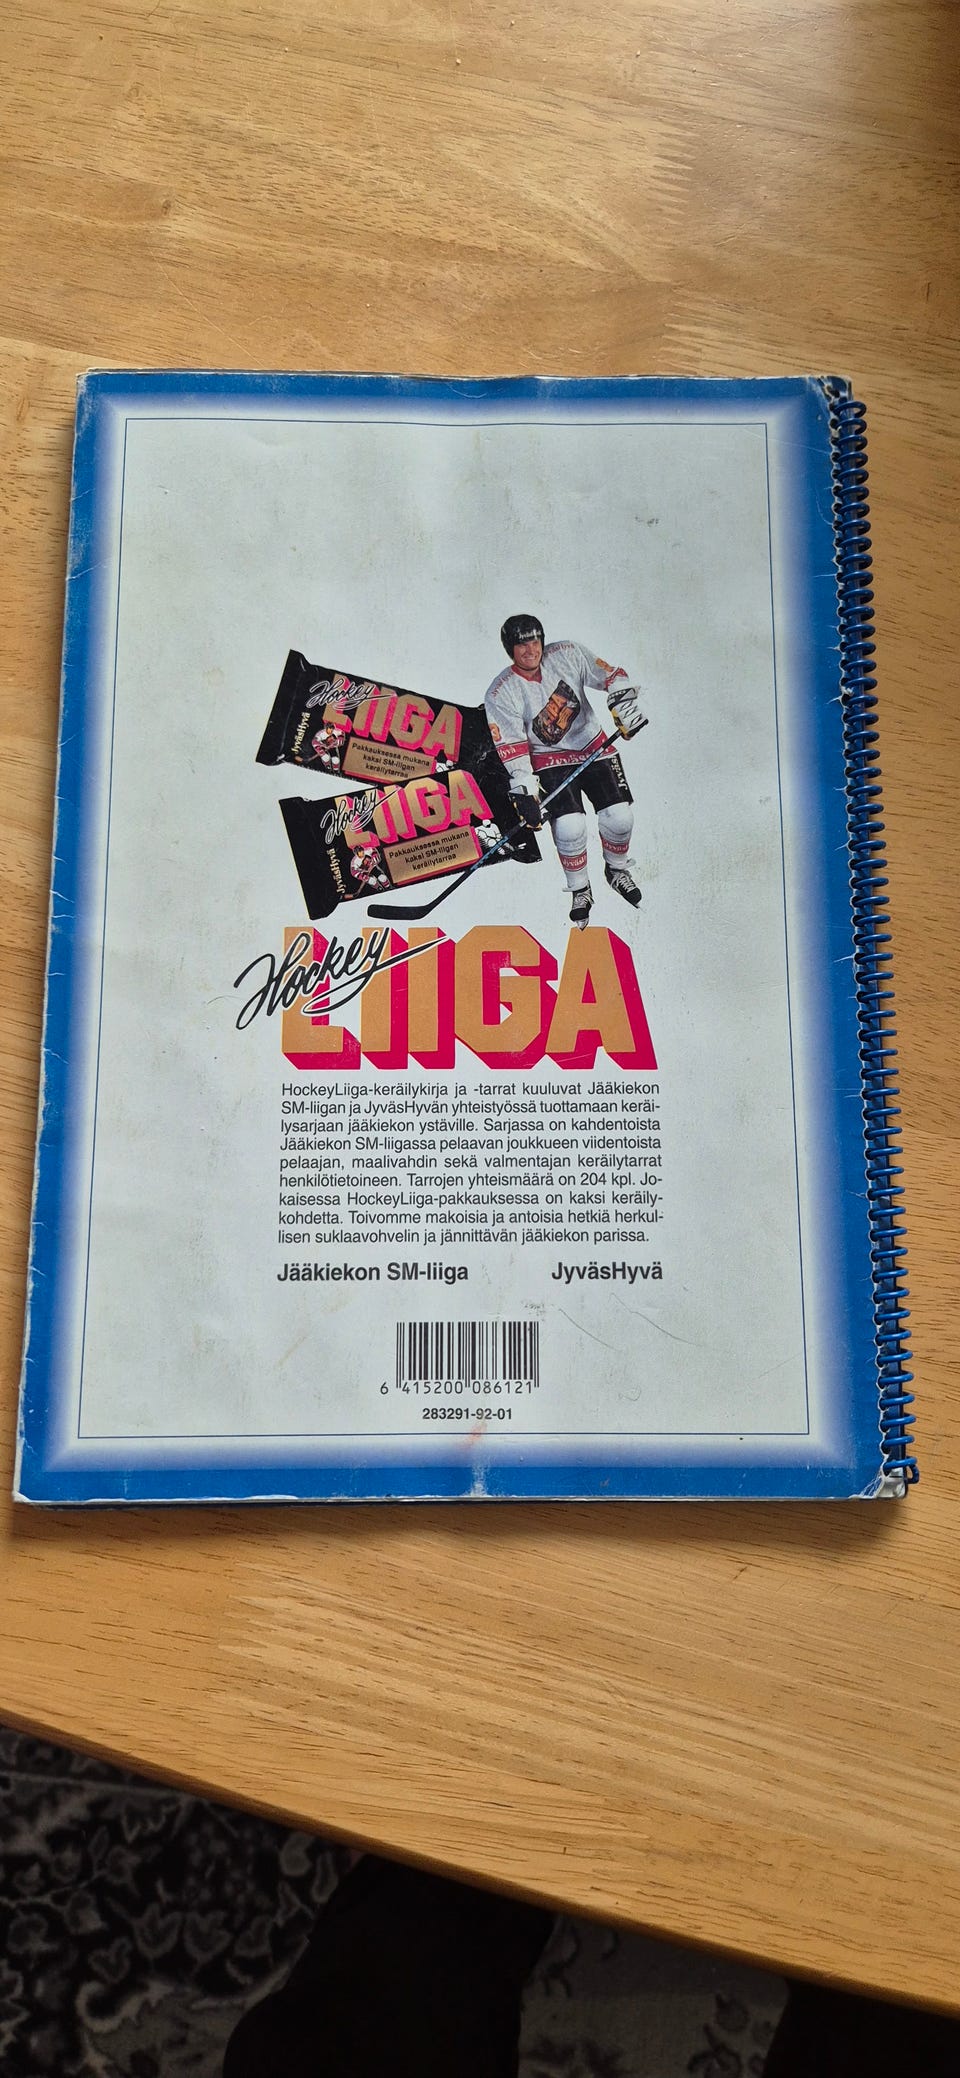 JyväsHyvä
JyväsHyvä
Hockey
LIIGA
JyväsHyvä
Pakkauksessa mukana
kaksi SM-liigan
keräilytarraa
Hockey
LIIGA
JyväsHyvä
Pakkauksessa mukana
kaksi SM-liigan
keräilytarraa
Hockey
LIIGA
HockeyLiiga-keräilykirja ja -tarrat kuuluvat Jääkiekon
SM-liigan ja JyväsHyvän yhteistyössä tuottamaan keräi-
lysarjaan jääkiekon ystäville. Sarjassa on kahdentoista
Jääkiekon SM-liigassa pelaavan joukkueen viidentoista
pelaajan, maalivahdin sekä valmentajan keräilytarrat
henkilötietoineen. Tarrojen yhteismäärä on 204 kpl. Jo-
kaisessa HockeyLiiga-pakkauksessa on kaksi keräily-
kohdetta. Toivomme makoisia ja antoisia hetkiä herkul-
lisen suklaavohvelin ja jännittävän jääkiekon parissa.
Jääkiekon SM-liiga JyväsHyvä
6 415200 086121
283291-92-01